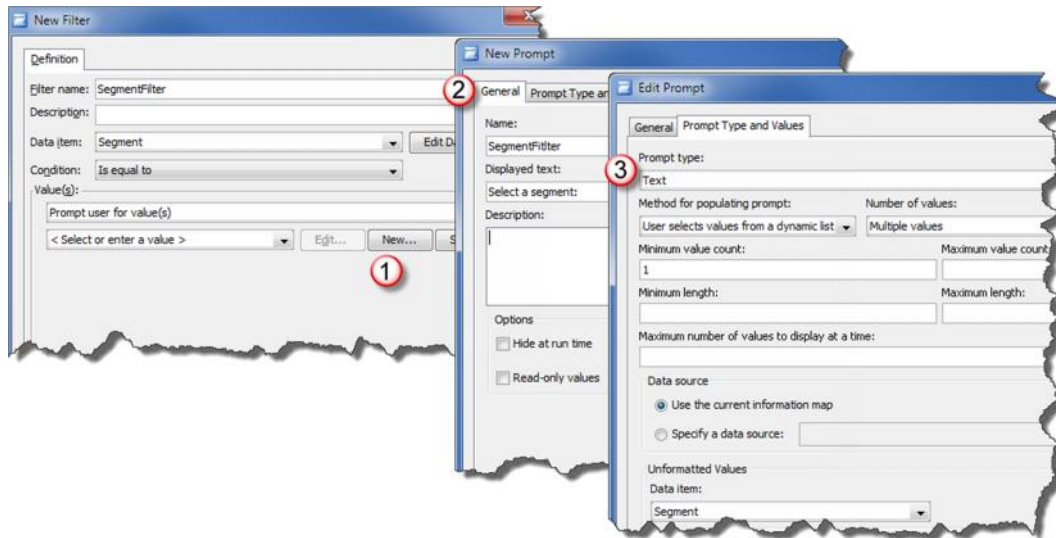 New Filter
Definition
Filter name: SegmentFilter
Description:
Data item: Segment Edit D
Condition: Is equal to
Value(s):
Prompt user for value(s)
< Select or enter a value > Edit... New... S
1
New Prompt
2 General Prompt Type an
Name:
SegmentFitlter
Displayed text:
Select a segment:
Description:
Options
Hide at run time
Read-only values
Edit Prompt
General Prompt Type and Values
Prompt type:
3 Text
Method for populating prompt: Number of values:
User selects values from a dynamic list Multiple values
Minimum value count: Maximum value count
1
Minimum length: Maximum length:
Maximum number of values to display at a time:
Data source
Use the current information map
Specify a data source:
Unformatted Values
Data item:
Segment